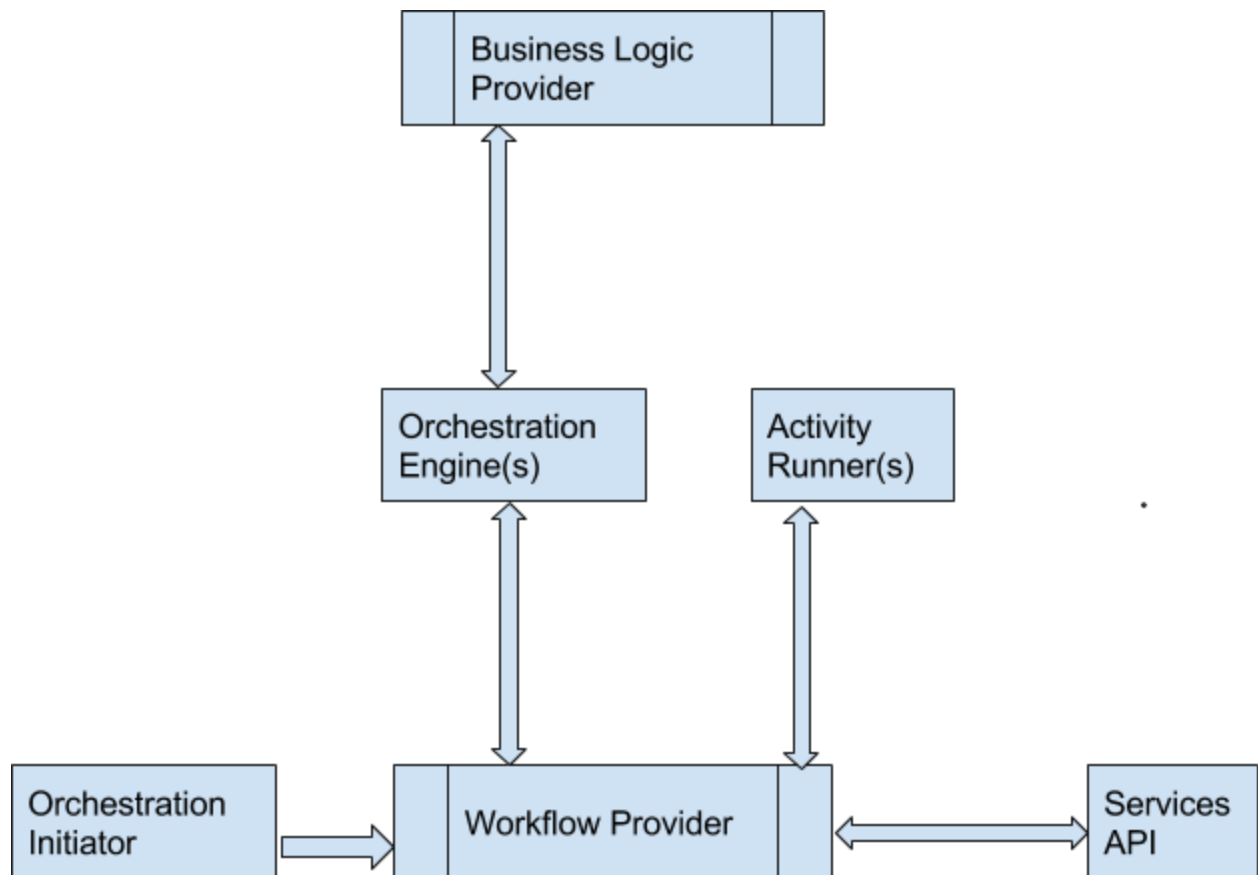 Business Logic
Provider
Orchestration
Engine(s)
Activity
Runner(s)
Orchestration
Initiator
Workflow Provider
Services
API